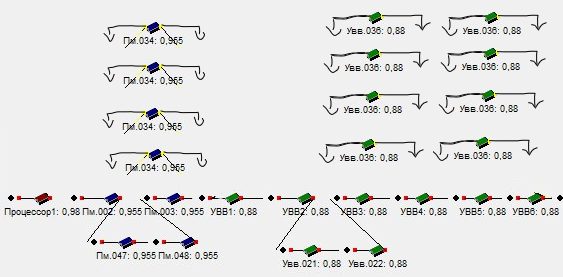 Пм.034: 0,955
Увв.036: 0,88
Увв.036: 0,88
Пм.034: 0,955
Увв.036: 0,88
Увв.036: 0,88
Пм.034: 0,955
Увв.036: 0,88
Увв.036: 0,88
Пм.034: 0,955
Увв.036: 0,88
Увв.036: 0,88
Процессор1: 0,98
Пм.002: 0,955
Пм.003: 0,955
УВВ1: 0,88
УВВ2: 0,88
УВВ3: 0,88
УВВ4: 0,88
УВВ5: 0,88
УВВ6: 0,88
Пм.047: 0,955
Пм.048: 0,955
Увв.021: 0,88
Увв.022: 0,88